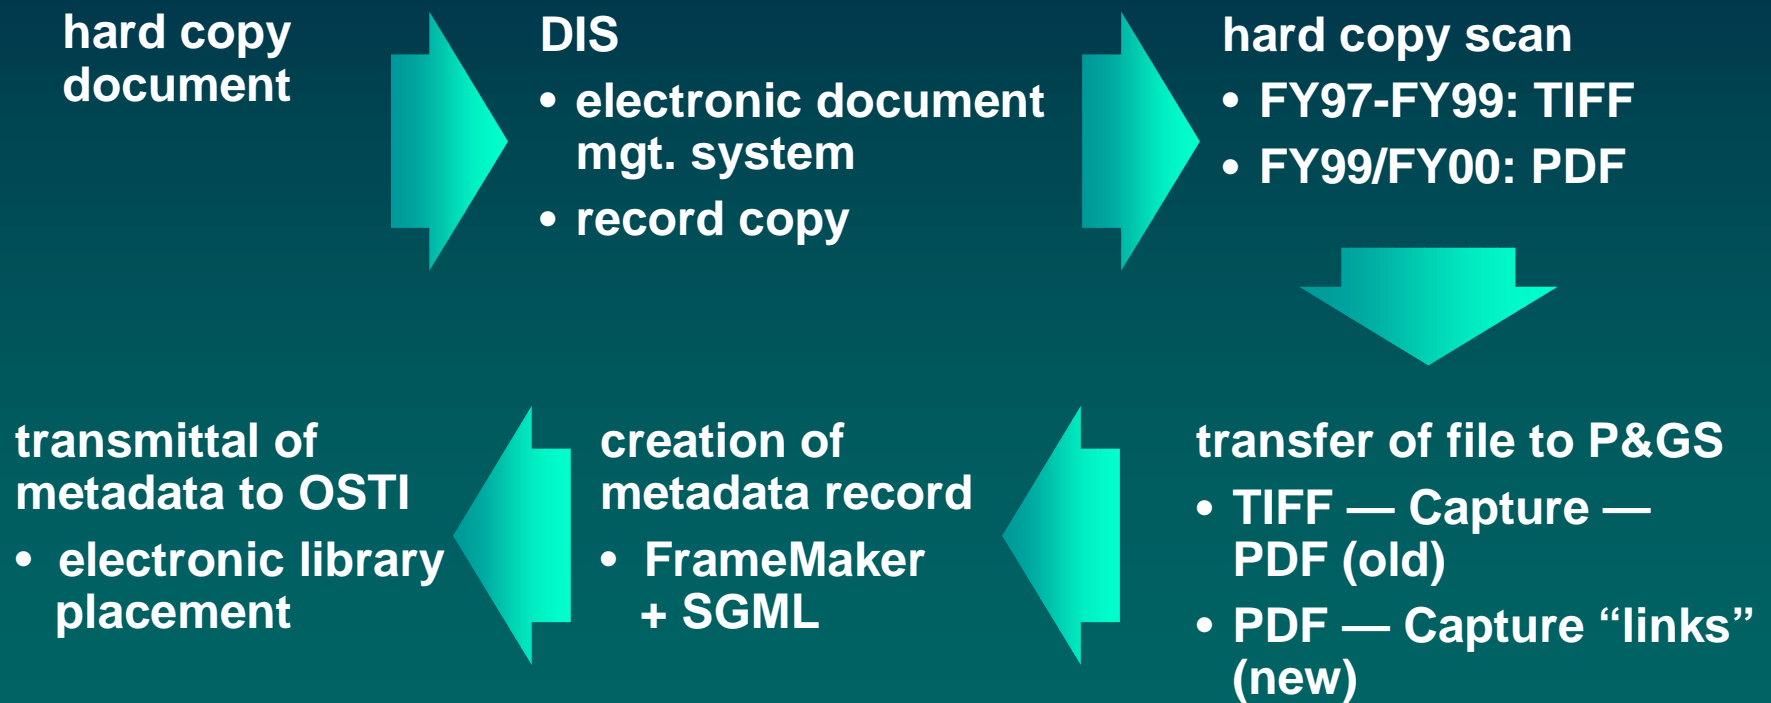 hard copy
document
DIS
• electronic document
mgt. system
• record copy
hard copy scan
• FY97-FY99: TIFF
• FY99/FY00: PDF
transfer of file to P&GS
• TIFF — Capture —
PDF (old)
• PDF — Capture “links”
(new)
creation of
metadata record
• FrameMaker
+ SGML
transmittal of
metadata to OSTI
• electronic library
placement